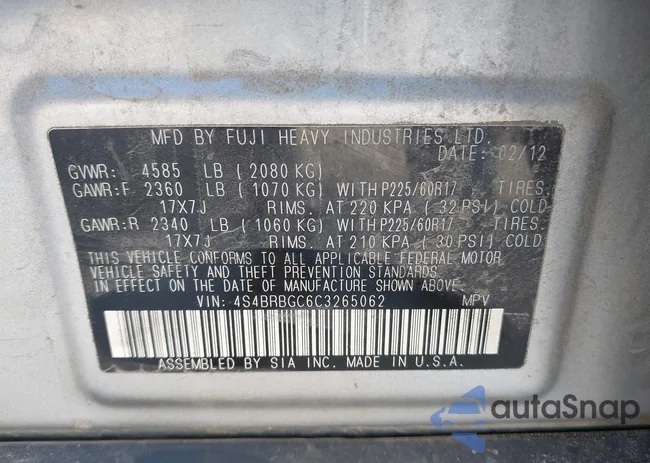 MFD BY FUJI HEAVY INDUSTRIES LTD.
DATE: 02/12
GVWR: 4585 LB ( 2080 KG)
GAWR:F 2360 LB ( 1070 KG) WITH P225/60R17 TIRES.
17X7J RIMS. AT 220 KPA ( 32 PSI) COLD
GAWR:R 2340 LB ( 1060 KG) WITH P225/60R17 TIRES.
17X7J RIMS. AT 210 KPA ( 30 PSI) COLD
THIS VEHICLE CONFORMS TO ALL APPLICABLE FEDERAL MOTOR
VEHICLE SAFETY AND THEFT PREVENTION STANDARDS
IN EFFECT ON THE DATE OF MANUFACTURE SHOWN ABOVE.
VIN: 4S4BRBGC6C3265062 MPV
ASSEMBLED BY SIA INC. MADE IN U.S.A.
autaSnap